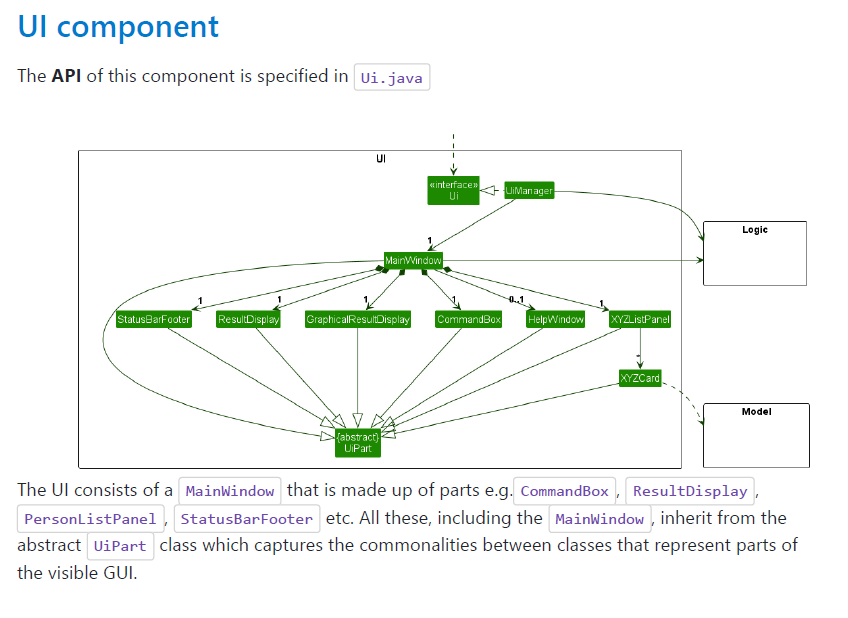 UI component
The API of this component is specified in Ui.java
UI
«interface»
Ui
UiManager
Logic
1
MainWindow
1
1
1
1
0..1
1
StatusBarFooter
ResultDisplay
GraphicalResultDisplay
CommandBox
HelpWindow
XYZListPanel
*
XYZCard
Model
{abstract}
UiPart
The UI consists of a MainWindow that is made up of parts e.g. CommandBox, ResultDisplay,
PersonListPanel, StatusBarFooter etc. All these, including the MainWindow, inherit from the
abstract UiPart class which captures the commonalities between classes that represent parts of
the visible GUI.